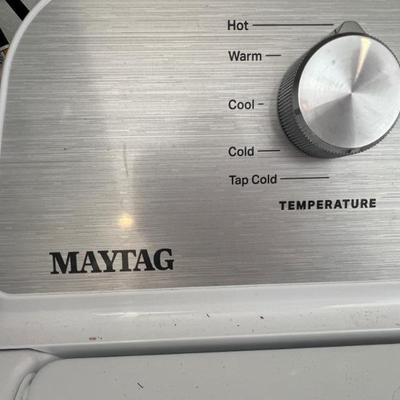 Hot
Warm
Cool
Cold
Tap Cold
TEMPERATURE
MAYTAG